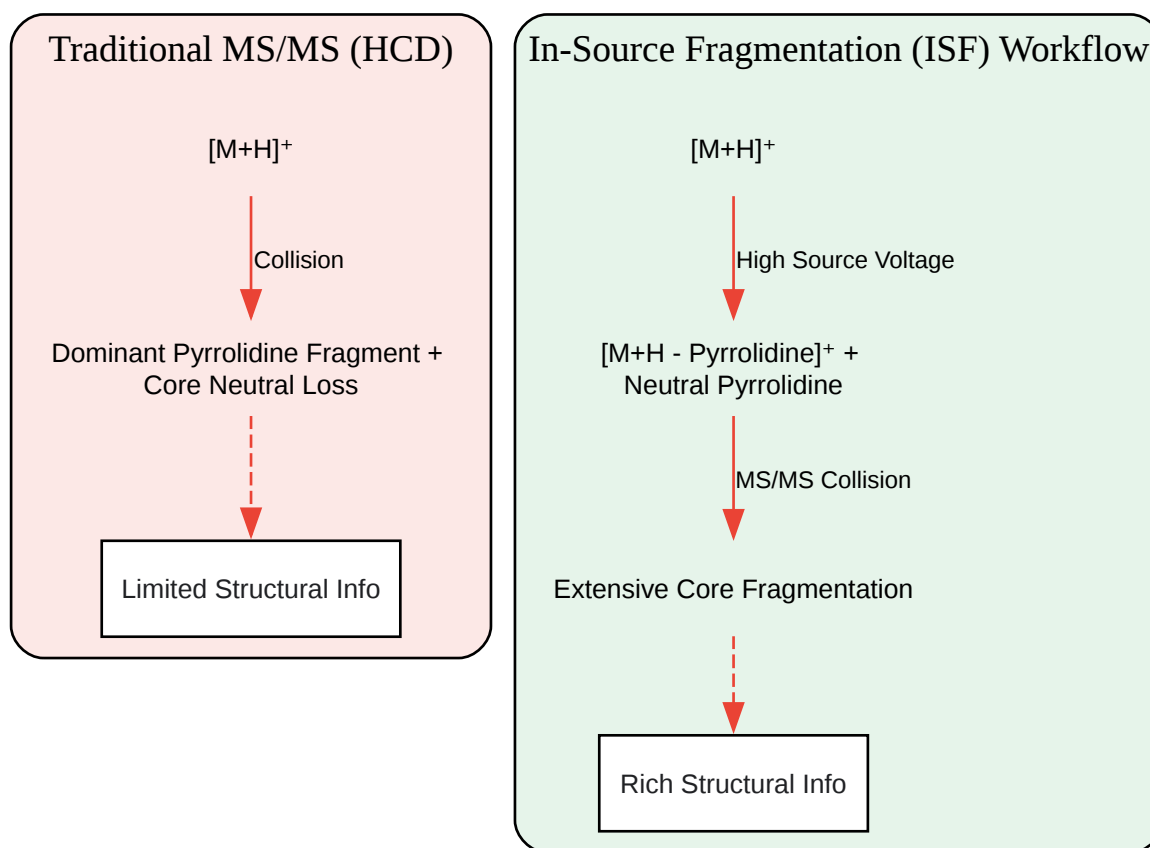 Traditional MS/MS (HCD)
[M+H]⁺
Collision
Dominant Pyrrolidine Fragment +
Core Neutral Loss
Limited Structural Info
In-Source Fragmentation (ISF) Workflow
[M+H]⁺
High Source Voltage
[M+H - Pyrrolidine]⁺ +
Neutral Pyrrolidine
MS/MS Collision
Extensive Core Fragmentation
Rich Structural Info